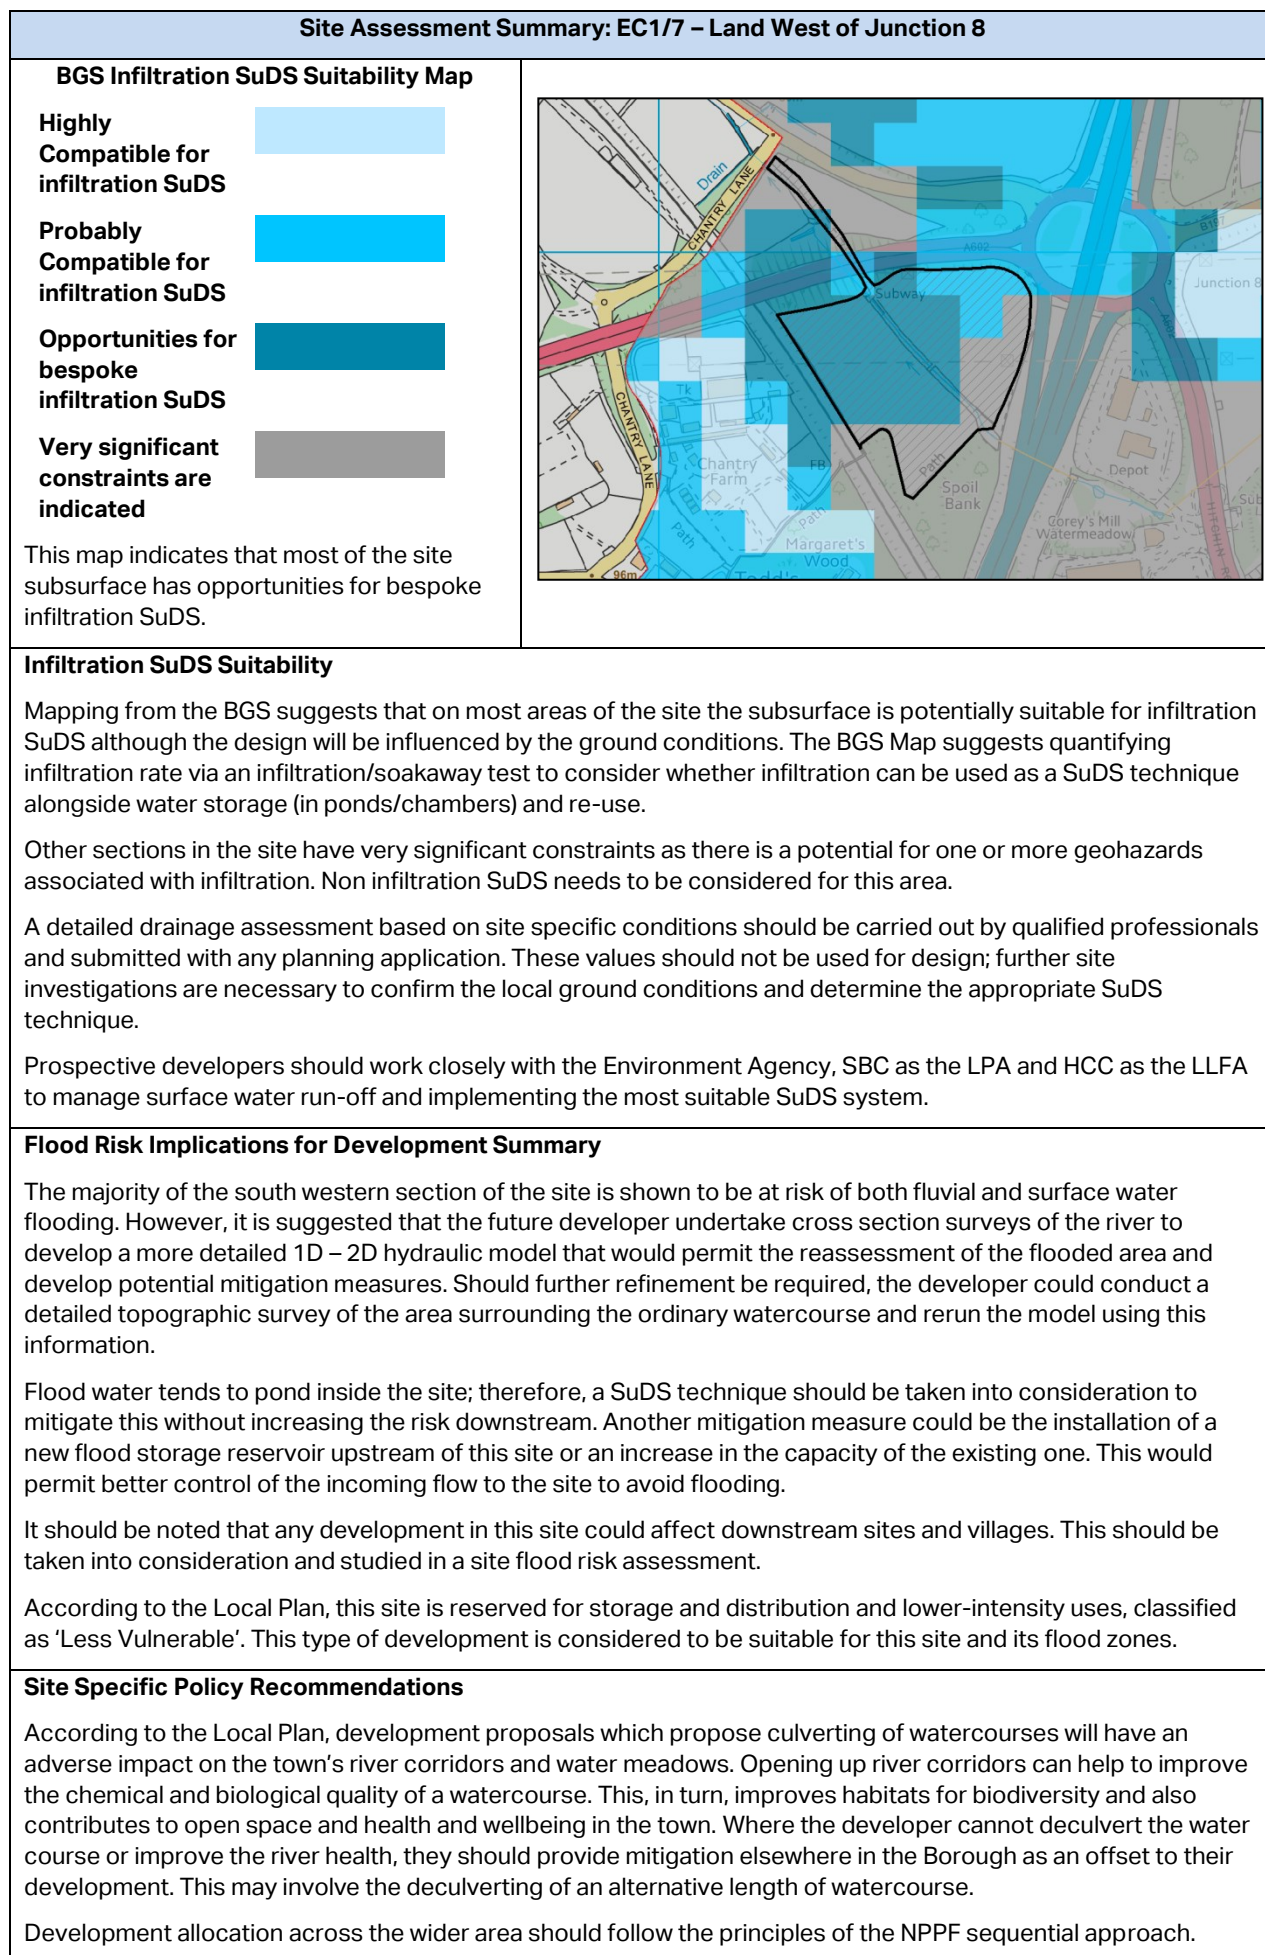 Site Assessment Summary: EC1/7 – Land West of Junction 8
BGS Infiltration SuDS Suitability Map
Highly
Compatible for
infiltration SuDS
Probably
Compatible for
infiltration SuDS
Opportunities for
bespoke
infiltration SuDS
Very significant
constraints are
indicated
This map indicates that most of the site
subsurface has opportunities for bespoke
infiltration SuDS.
Drain
CHANTRY LANE
A602
B197
Junction 8
Subway
A602
Tk
CHANTRY LANE
Chantry
Farm
FB
Path
Path
Path
Spoil
Bank
Depot
Corey's Mill
Watermeadow
Margaret's
Wood
Todd's
96m
Infiltration SuDS Suitability
Mapping from the BGS suggests that on most areas of the site the subsurface is potentially suitable for infiltration
SuDS although the design will be influenced by the ground conditions. The BGS Map suggests quantifying
infiltration rate via an infiltration/soakaway test to consider whether infiltration can be used as a SuDS technique
alongside water storage (in ponds/chambers) and re-use.
Other sections in the site have very significant constraints as there is a potential for one or more geohazards
associated with infiltration. Non infiltration SuDS needs to be considered for this area.
A detailed drainage assessment based on site specific conditions should be carried out by qualified professionals
and submitted with any planning application. These values should not be used for design; further site
investigations are necessary to confirm the local ground conditions and determine the appropriate SuDS
technique.
Prospective developers should work closely with the Environment Agency, SBC as the LPA and HCC as the LLFA
to manage surface water run-off and implementing the most suitable SuDS system.
Flood Risk Implications for Development Summary
The majority of the south western section of the site is shown to be at risk of both fluvial and surface water
flooding. However, it is suggested that the future developer undertake cross section surveys of the river to
develop a more detailed 1D – 2D hydraulic model that would permit the reassessment of the flooded area and
develop potential mitigation measures. Should further refinement be required, the developer could conduct a
detailed topographic survey of the area surrounding the ordinary watercourse and rerun the model using this
information.
Flood water tends to pond inside the site; therefore, a SuDS technique should be taken into consideration to
mitigate this without increasing the risk downstream. Another mitigation measure could be the installation of a
new flood storage reservoir upstream of this site or an increase in the capacity of the existing one. This would
permit better control of the incoming flow to the site to avoid flooding.
It should be noted that any development in this site could affect downstream sites and villages. This should be
taken into consideration and studied in a site flood risk assessment.
According to the Local Plan, this site is reserved for storage and distribution and lower-intensity uses, classified
as ‘Less Vulnerable’. This type of development is considered to be suitable for this site and its flood zones.
Site Specific Policy Recommendations
According to the Local Plan, development proposals which propose culverting of watercourses will have an
adverse impact on the town’s river corridors and water meadows. Opening up river corridors can help to improve
the chemical and biological quality of a watercourse. This, in turn, improves habitats for biodiversity and also
contributes to open space and health and wellbeing in the town. Where the developer cannot deculvert the water
course or improve the river health, they should provide mitigation elsewhere in the Borough as an offset to their
development. This may involve the deculverting of an alternative length of watercourse.
Development allocation across the wider area should follow the principles of the NPPF sequential approach.